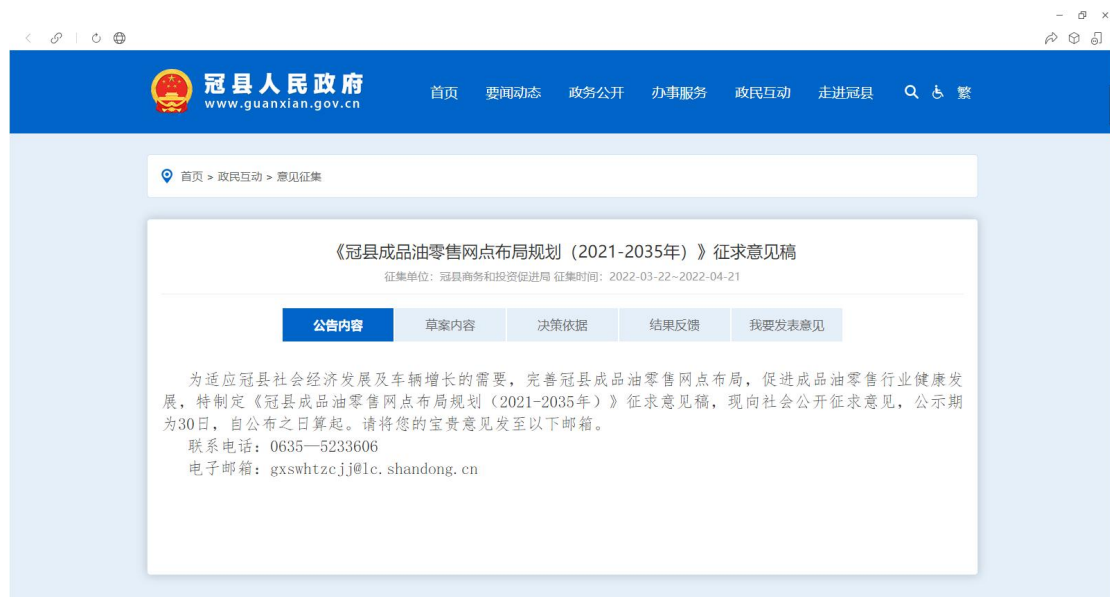 冠县人民政府
www.guanxian.gov.cn
首页 要闻动态 政务公开 办事服务 政民互动 走进冠县 繁
首页 > 政民互动 > 意见征集
《冠县成品油零售网点布局规划（2021-2035年）》征求意见稿
征集单位：冠县商务和投资促进局 征集时间：2022-03-22~2022-04-21
公告内容 草案内容 决策依据 结果反馈 我要发表意见
为适应冠县社会经济发展及车辆增长的需要，完善冠县成品油零售网点布局，促进成品油零售行业健康发
展，特制定《冠县成品油零售网点布局规划（2021-2035年）》征求意见稿，现向社会公开征求意见，公示期
为30日，自公布之日算起。请将您的宝贵意见发至以下邮箱。
联系电话：0635—5233606
电子邮箱：gxswhtzcjj@lc.shandong.cn